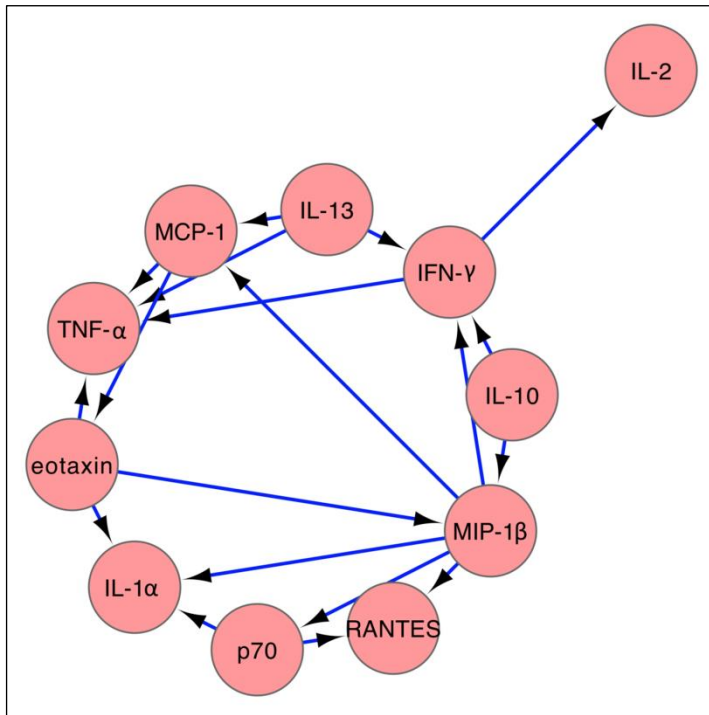 IL-2
IL-13
MCP-1
IFN-γ
TNF-α
IL-10
eotaxin
MIP-1β
IL-1α
RANTES
p70